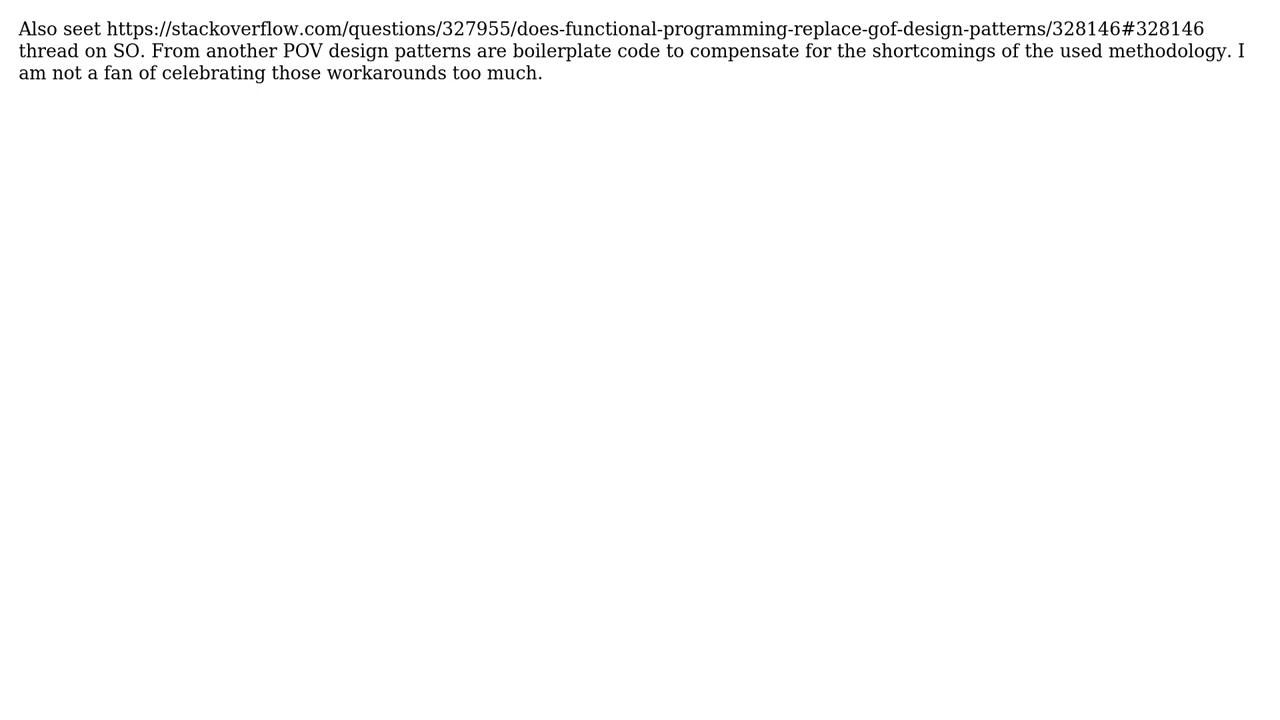 Also seet https://stackoverflow.com/questions/327955/does-functional-programming-replace-gof-design-patterns/328146#328146
thread on SO. From another POV design patterns are boilerplate code to compensate for the shortcomings of the used methodology. I
am not a fan of celebrating those workarounds too much.